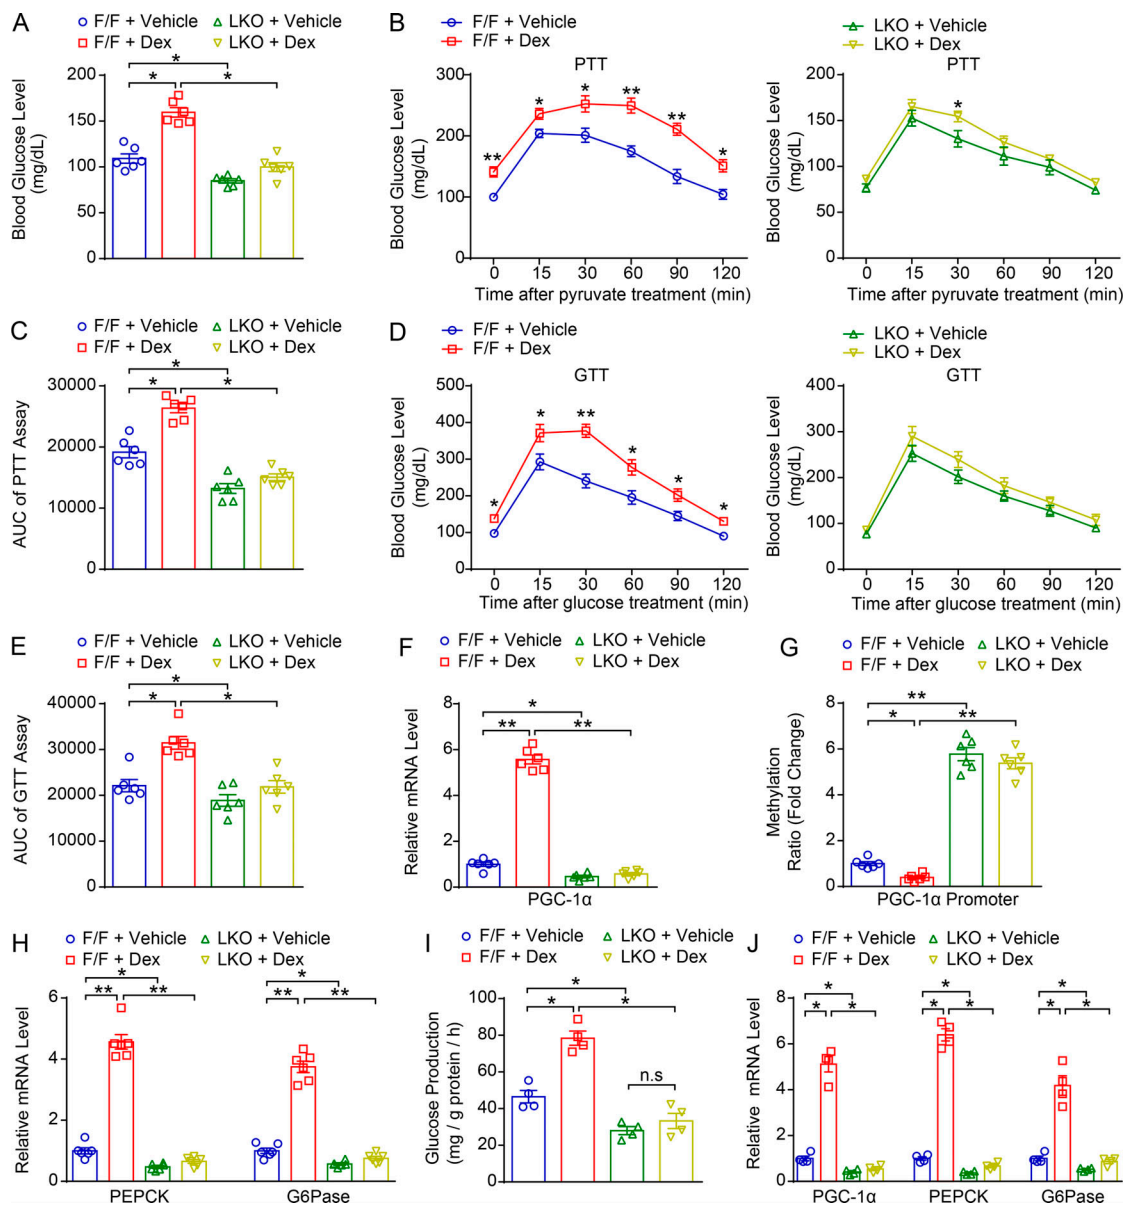 A
F/F + Vehicle
LKO + Vehicle
F/F + Dex
LKO + Dex
*
*
*
Blood Glucose Level
(mg/dL)
200
150
100
50
0
B
F/F + Vehicle
F/F + Dex
PTT
Blood Glucose Level
(mg/dL)
300
200
100
0
**
*
*
**
**
*
0 15 30 60 90 120
Time after pyruvate treatment (min)
LKO + Vehicle
LKO + Dex
PTT
Blood Glucose Level
(mg/dL)
200
150
100
50
0
*
0 15 30 60 90 120
Time after pyruvate treatment (min)
C
F/F + Vehicle
LKO + Vehicle
F/F + Dex
LKO + Dex
*
*
*
AUC of PTT Assay
30000
20000
10000
0
D
F/F + Vehicle
F/F + Dex
GTT
Blood Glucose Level
(mg/dL)
500
400
300
200
100
0
*
*
**
*
*
*
0 15 30 60 90 120
Time after glucose treatment (min)
LKO + Vehicle
LKO + Dex
GTT
Blood Glucose Level
(mg/dL)
400
300
200
100
0
0 15 30 60 90 120
Time after glucose treatment (min)
E
F/F + Vehicle
LKO + Vehicle
F/F + Dex
LKO + Dex
*
*
*
AUC of GTT Assay
40000
30000
20000
10000
0
F
F/F + Vehicle
LKO + Vehicle
F/F + Dex
LKO + Dex
*
**
**
Relative mRNA Level
8
6
4
2
0
PGC-1α
G
F/F + Vehicle
LKO + Vehicle
F/F + Dex
LKO + Dex
**
*
**
Methylation
Ratio (Fold Change)
8
6
4
2
0
PGC-1α Promoter
H
F/F + Vehicle
LKO + Vehicle
F/F + Dex
LKO + Dex
*
**
**
*
**
**
Relative mRNA Level
6
4
2
0
PEPCK
G6Pase
I
F/F + Vehicle
LKO + Vehicle
F/F + Dex
LKO + Dex
*
*
*
n.s
Glucose Production
(mg / g protein / h)
100
80
60
40
20
0
J
F/F + Vehicle
LKO + Vehicle
F/F + Dex
LKO + Dex
*
*
*
*
*
*
*
*
*
Relative mRNA Level
8
6
4
2
0
PGC-1α
PEPCK
G6Pase